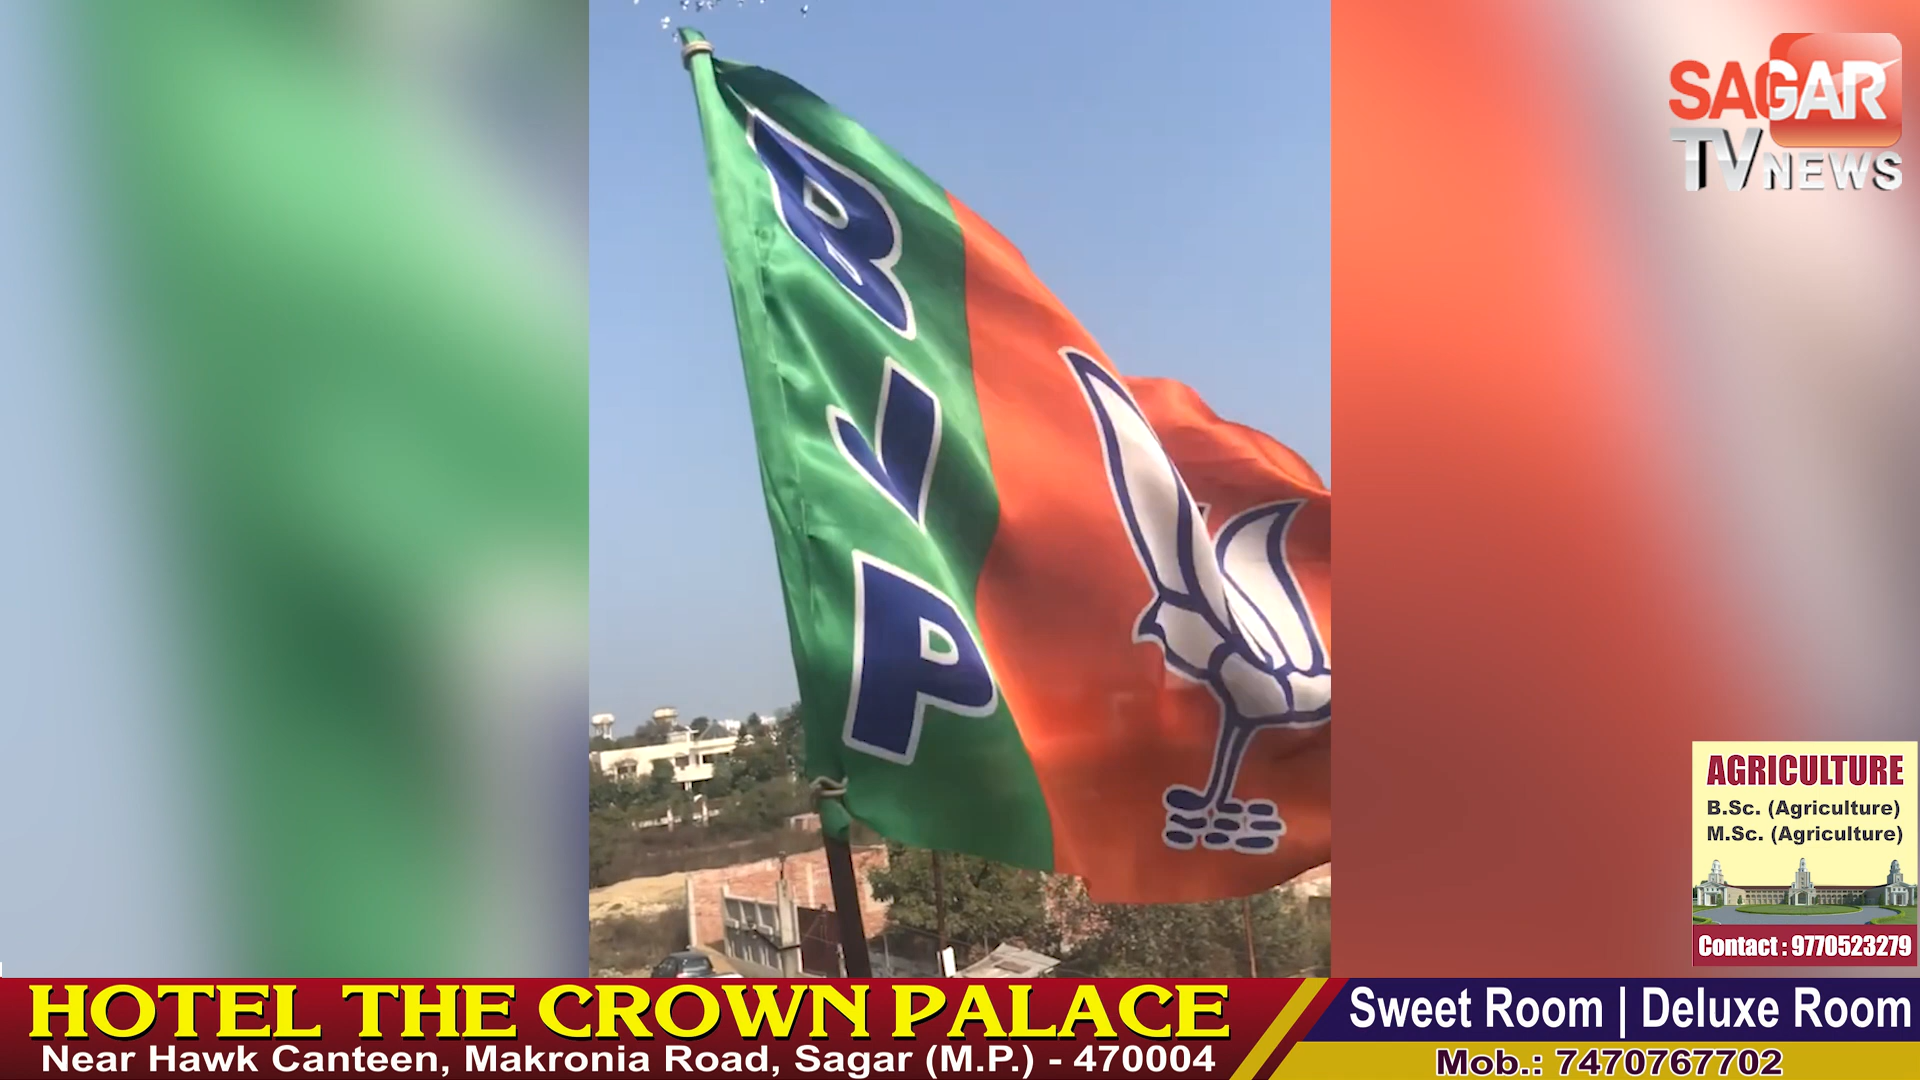 BJP
SAGAR
TV NEWS
AGRICULTURE
B.Sc. (Agriculture)
M.Sc. (Agriculture)
Contact : 9770523279
HOTEL THE CROWN PALACE
Near Hawk Canteen, Makronia Road, Sagar (M.P.) - 470004
Sweet Room | Deluxe Room
Mob.: 7470767702